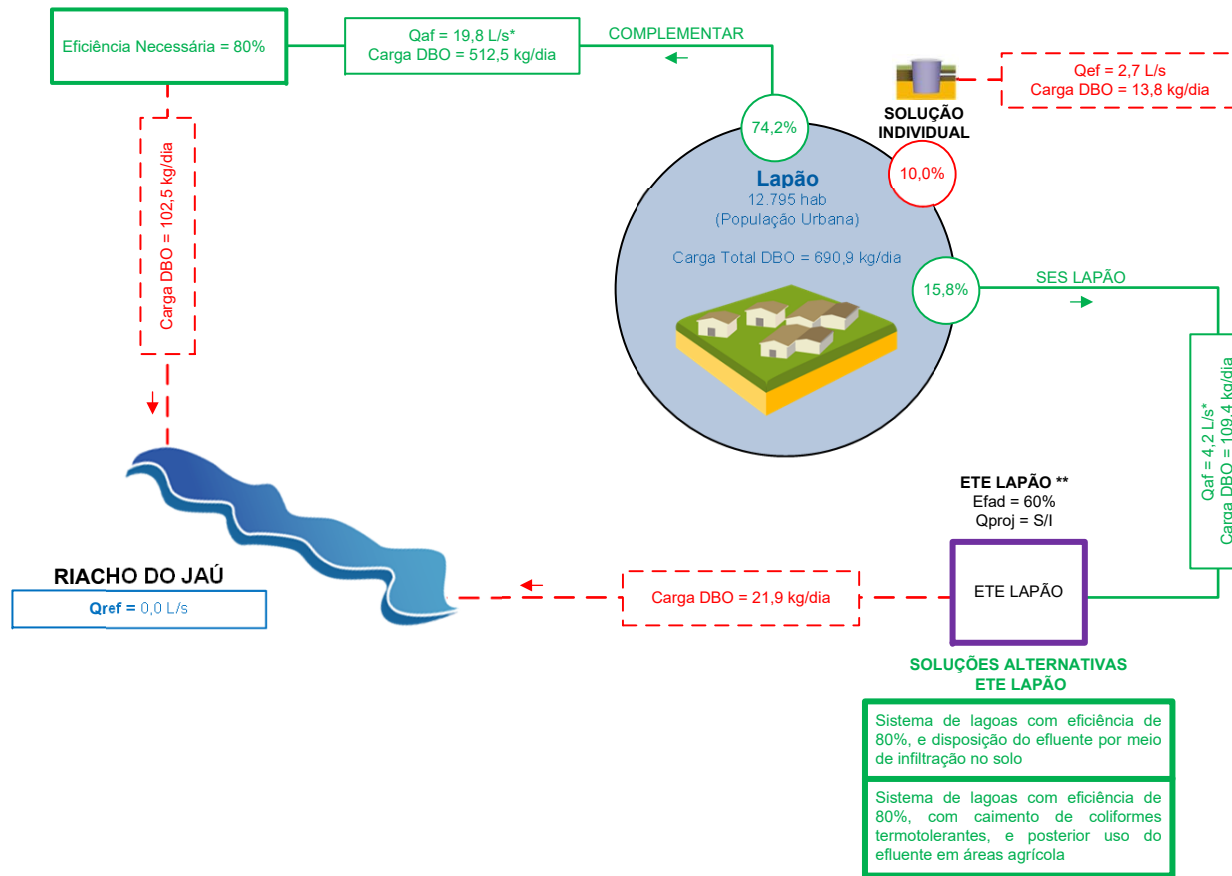 Eficiência Necessária = 80%
Qaf = 19,8 L/s*
Carga DBO = 512,5 kg/dia
COMPLEMENTAR
Qef = 2,7 L/s
Carga DBO = 13,8 kg/dia
SOLUÇÃO
INDIVIDUAL
74,2%
10,0%
Lapão
12.795 hab
(População Urbana)
Carga Total DBO = 690,9 kg/dia
15,8%
SES LAPÃO
Carga DBO = 102,5 kg/dia
Qaf = 4,2 L/s*
Carga DBO = 109,4 kg/dia
ETE LAPÃO **
Efad = 60%
Qproj = S/I
ETE LAPÃO
Carga DBO = 21,9 kg/dia
RIACHO DO JAÚ
Qref = 0,0 L/s
SOLUÇÕES ALTERNATIVAS
ETE LAPÃO
Sistema de lagoas com eficiência de
80%, e disposição do efluente por meio
de infiltração no solo
Sistema de lagoas com eficiência de
80%, com caimento de coliformes
termotolerantes, e posterior uso do
efluente em áreas agrícola